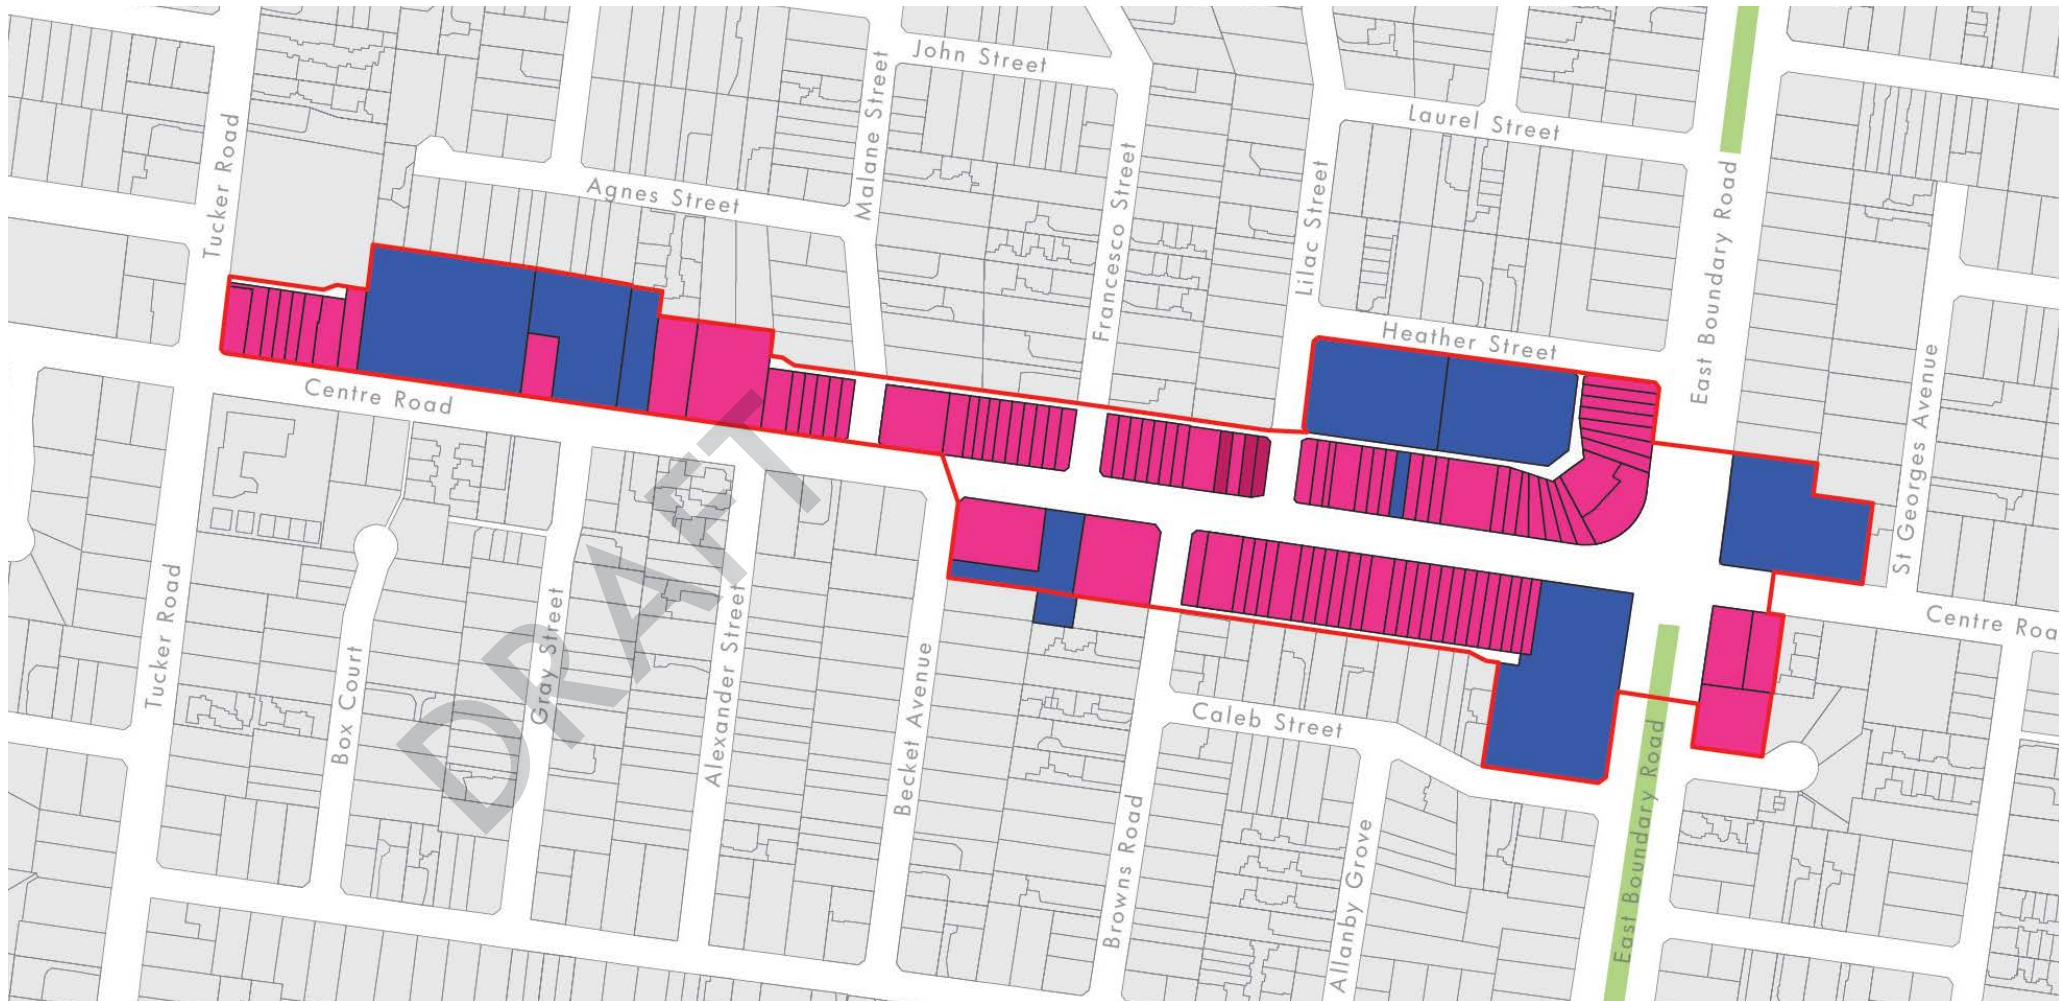 John Street
Malane Street
Laurel Street
Tucker Road
Francesco Street
Lilac Street
East Boundary Road
Agnes Street
Heather Street
Centre Road
St Georges Avenue
DRAFT
Centre Roa
Tucker Road
Box Court
Gray Street
Alexander Street
Becket Avenue
Browns Road
Caleb Street
Allanby Grove
East Boundary Road